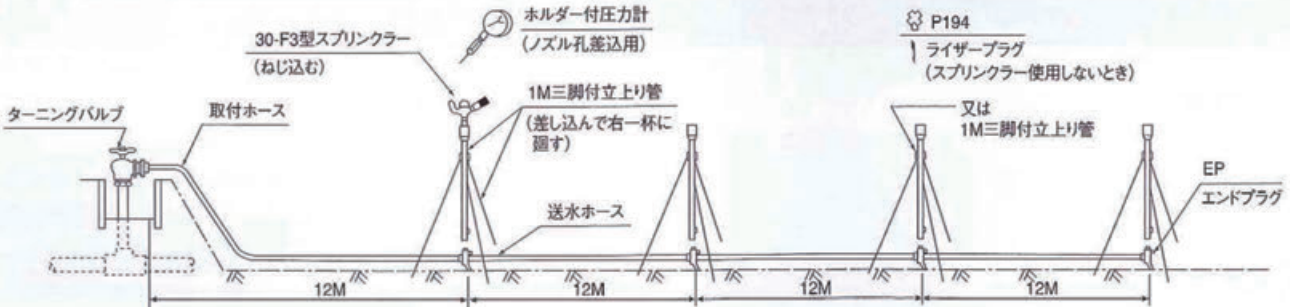 ホルダー付圧力計
(ノズル孔差込用)
P194
ライザープラグ
(スプリンクラー使用しないとき)
30-F3型スプリンクラー
(ねじ込む)
ターニングバルブ
取付ホース
1M三脚付立上り管
(差し込んで右一杯に
廻す)
又は
1M三脚付立上り管
EP
エンドプラグ
送水ホース
12M
12M
12M
12M